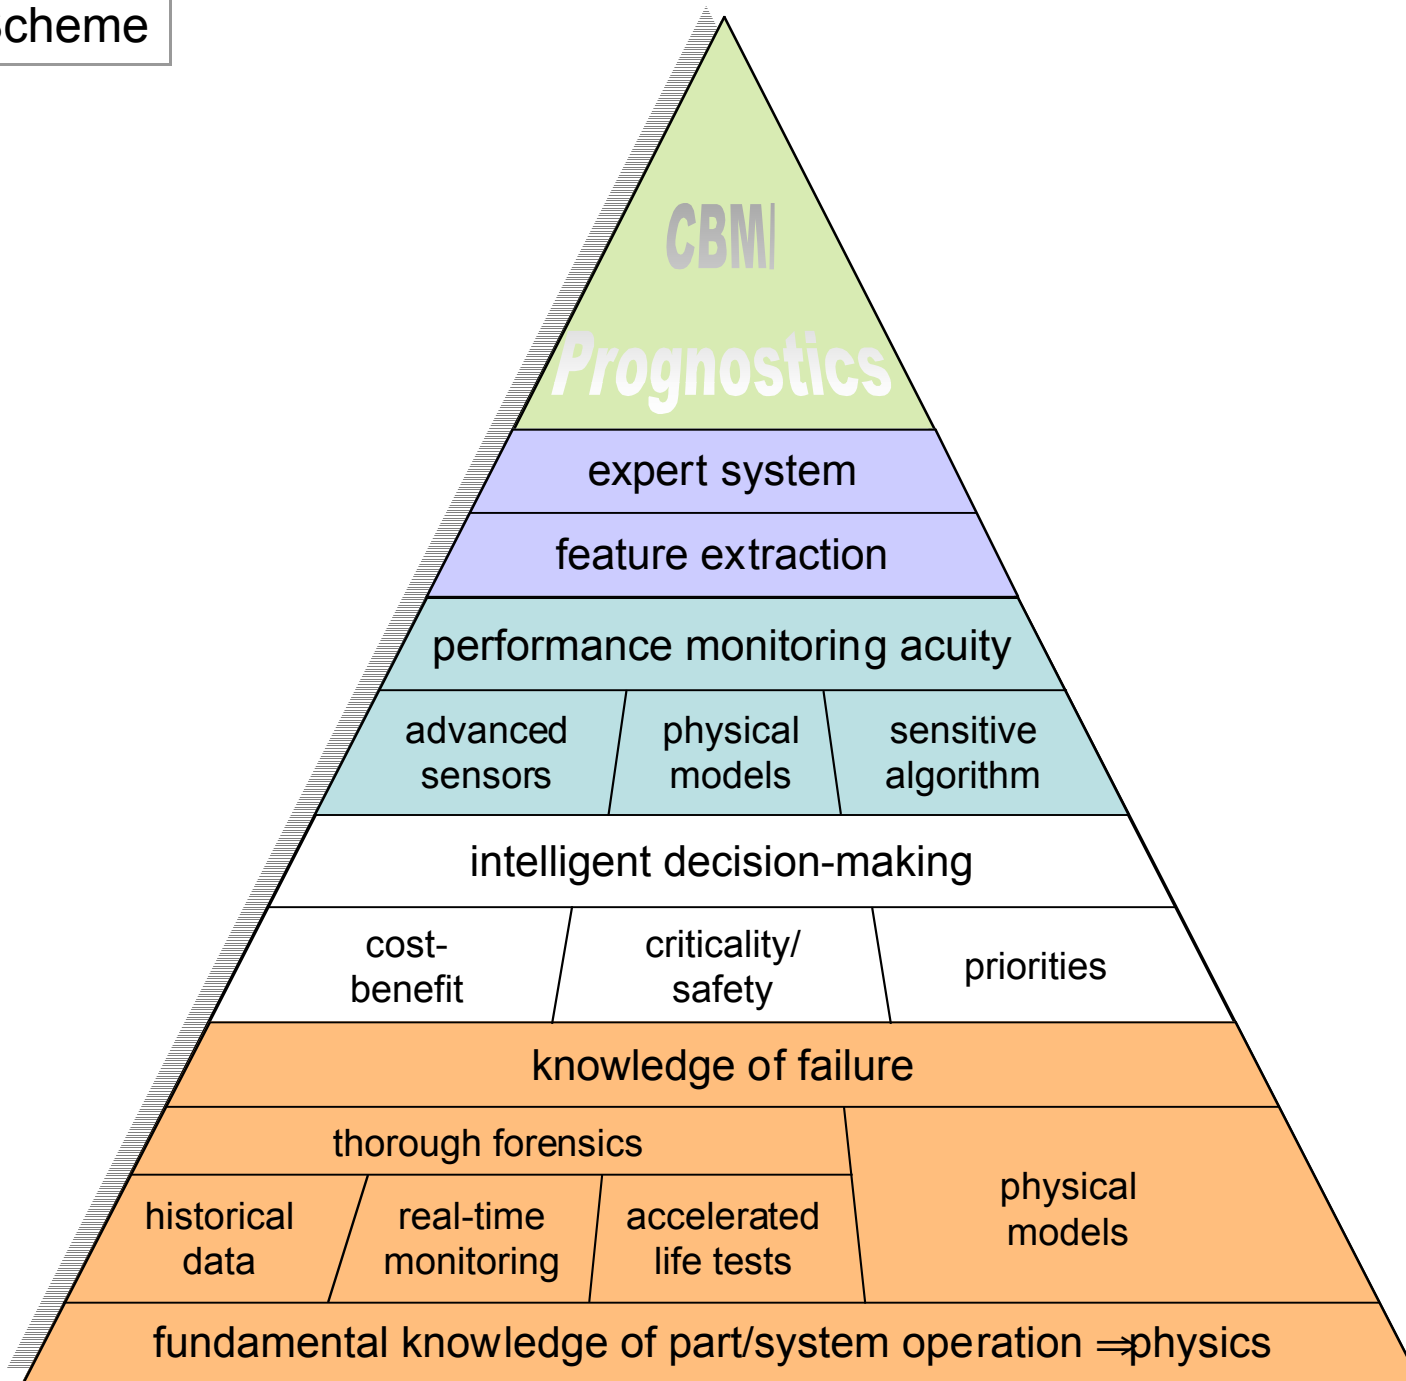 cheme
CBM
Prognostics
expert system
feature extraction
performance monitoring acuity
advanced
sensors
physical
models
sensitive
algorithm
intelligent decision-making
cost-
benefit
criticality/
safety
priorities
knowledge of failure
thorough forensics
physical
models
historical
data
real-time
monitoring
accelerated
life tests
fundamental knowledge of part/system operation ⇒physics